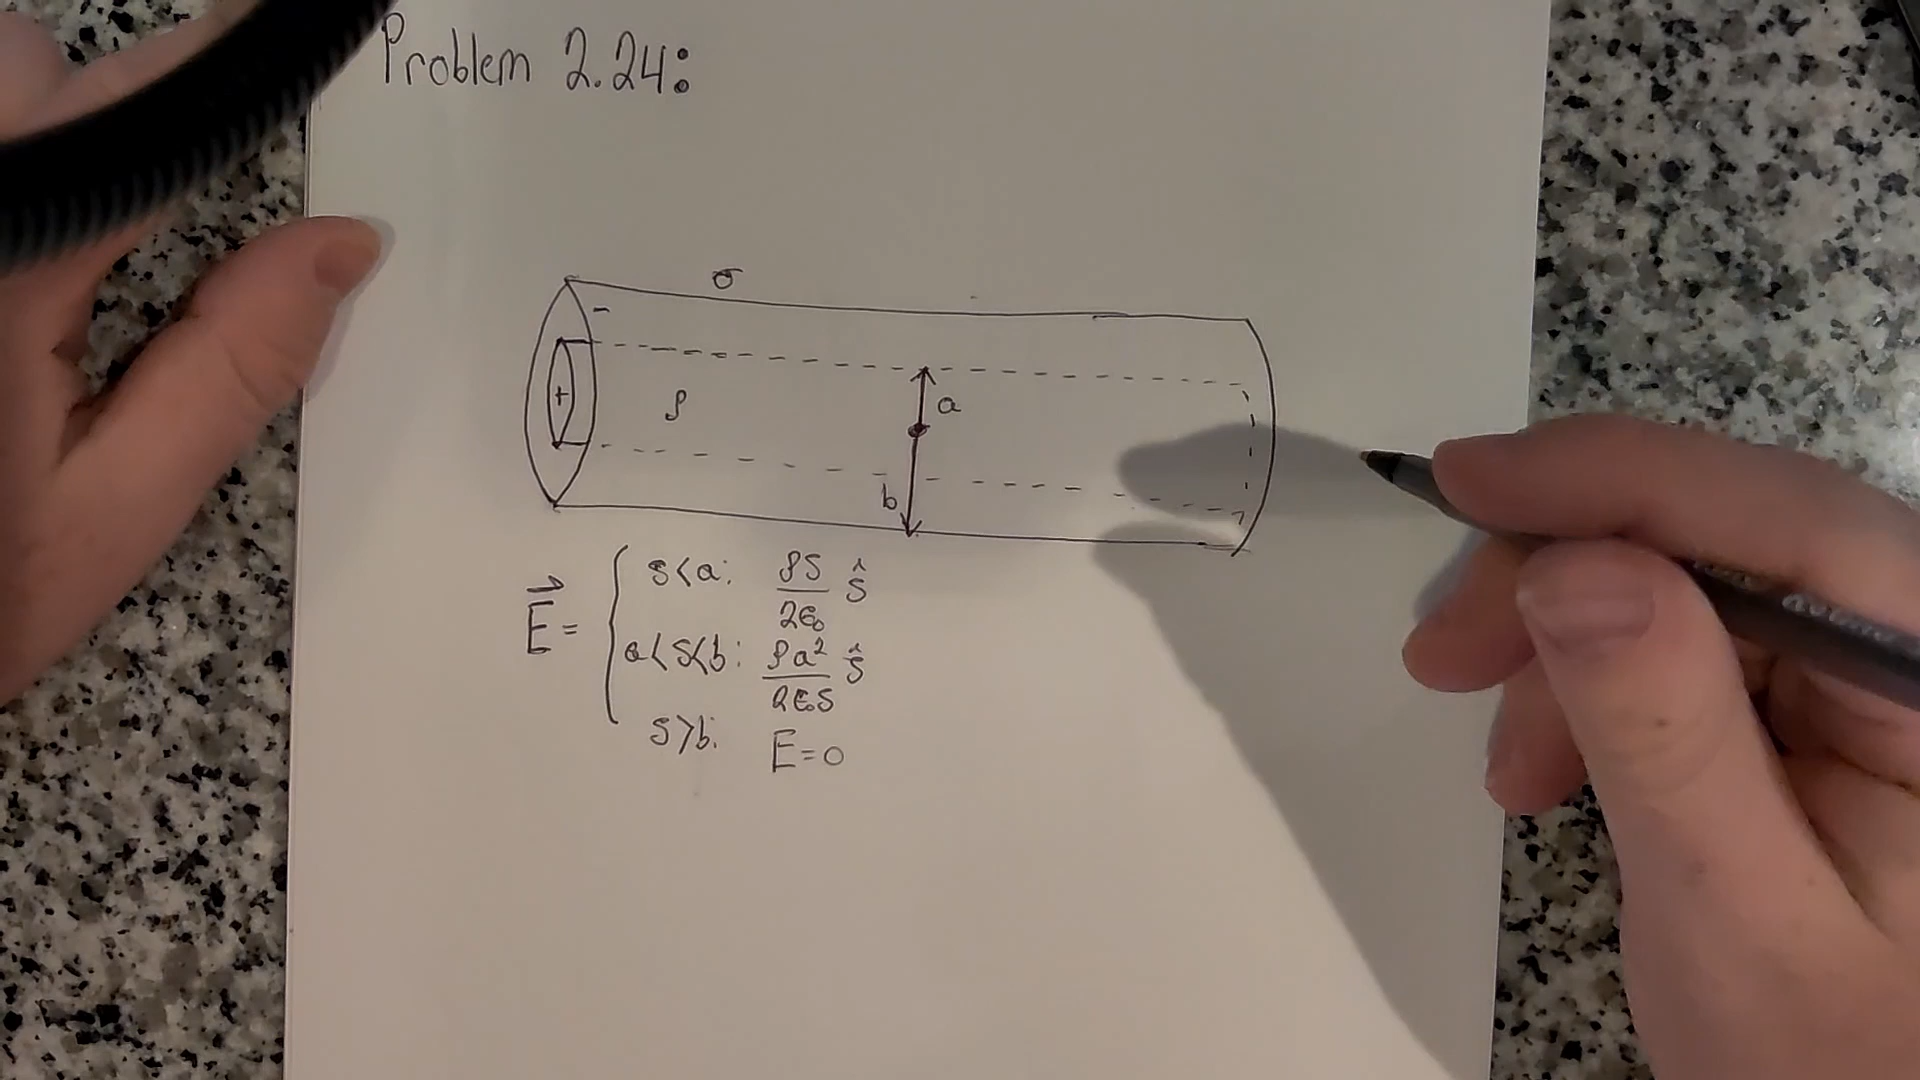 Problem 2.24:
σ
-
+
ρ
a
b
s<a: ρs/2ε₀ ŝ
E⃗ = { a<s<b: ρa²/2ε₀s ŝ
s>b: E=0